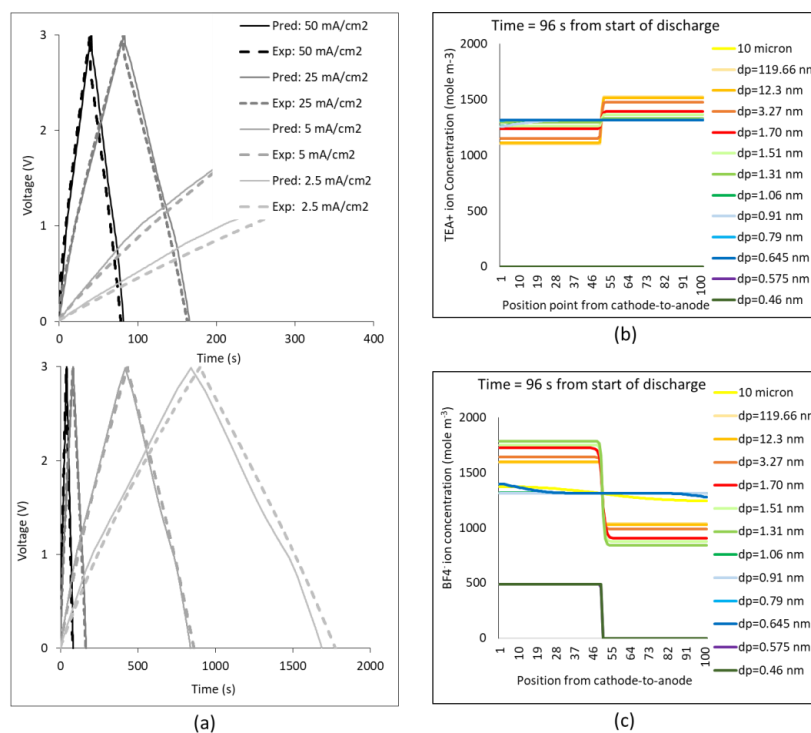 Pred: 50 mA/cm2
Exp: 50 mA/cm2
Pred: 25 mA/cm2
Exp: 25 mA/cm2
Pred: 5 mA/cm2
Exp: 5 mA/cm2
Pred: 2.5 mA/cm2
Exp: 2.5 mA/cm2
Voltage (V)
3
2
1
0
0 100 200 300 400
Time (s)
Voltage (V)
3
2
1
0
0 500 1000 1500 2000
Time (s)
(a)
Time = 96 s from start of discharge
TEA+ ion Concentration (mole m-3)
2000
1500
1000
500
0
1 10 19 28 37 46 55 64 73 82 91 100
Position point from cathode-to-anode
10 micron
dp=119.66 nm
dp=12.3 nm
dp=3.27 nm
dp=1.70 nm
dp=1.51 nm
dp=1.31 nm
dp=1.06 nm
dp=0.91 nm
dp=0.79 nm
dp=0.645 nm
dp=0.575 nm
dp=0.46 nm
(b)
Time = 96 s from start of discharge
BF4⁻ ion concentration (mole m⁻³)
2000
1500
1000
500
0
1 10 19 28 37 46 55 64 73 82 91 100
Position from cathode-to-anode
10 micron
dp=119.66 nm
dp=12.3 nm
dp=3.27 nm
dp=1.70 nm
dp=1.51 nm
dp=1.31 nm
dp=1.06 nm
dp=0.91 nm
dp=0.79 nm
dp=0.645 nm
dp=0.575 nm
dp=0.46 nm
(c)